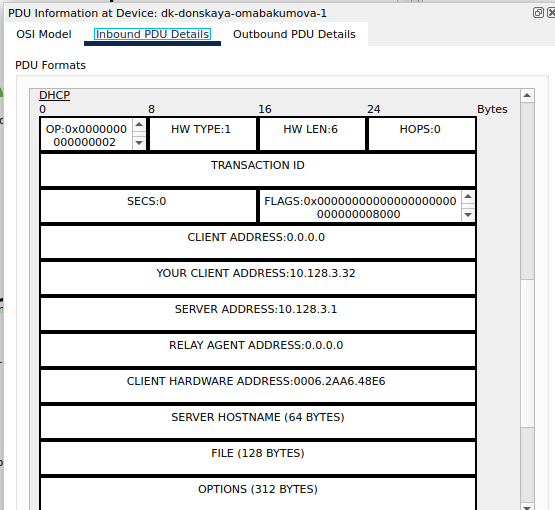 PDU Information at Device: dk-donskaya-omabakumova-1
OSI Model Inbound PDU Details Outbound PDU Details
PDU Formats
DHCP
0 8 16 24 Bytes
OP:0x0000000
000000002
HW TYPE:1
HW LEN:6
HOPS:0
TRANSACTION ID
SECS:0
FLAGS:0x00000000000000000000
000000008000
CLIENT ADDRESS:0.0.0.0
YOUR CLIENT ADDRESS:10.128.3.32
SERVER ADDRESS:10.128.3.1
RELAY AGENT ADDRESS:0.0.0.0
CLIENT HARDWARE ADDRESS:0006.2AA6.48E6
SERVER HOSTNAME (64 BYTES)
FILE (128 BYTES)
OPTIONS (312 BYTES)